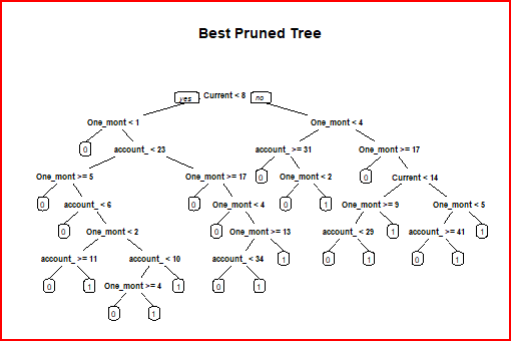 Best Pruned Tree
yes Current < 8 no
One_mont < 1 One_mont < 4
0 account_ < 23 account_ >= 31 One_mont >= 17
One_mont >= 5 One_mont >= 17 0 One_mont < 2 0 Current < 14
0 account_ < 6 0 One_mont < 4 0 1 One_mont >= 9 One_mont < 5
0 One_mont < 2 0 One_mont >= 13 account_ < 29 1 account_ >= 41 1
account_ >= 11 account_ < 10 account_ < 34 1 0 1 0 1
0 1 One_mont >= 4 1 0 1
0 1